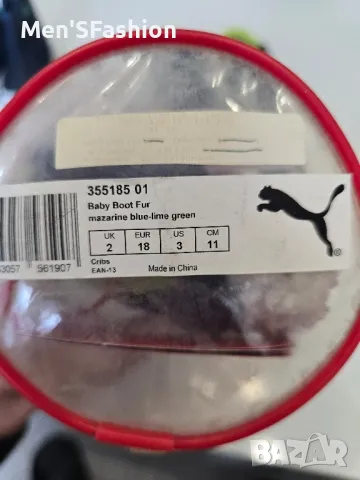 Men'SFashion
355185 01
Baby Boot Fur
mazarine blue-lime green
UK EUR US CM
2 18 3 11
Cribs
EAN-13 Made in China
53057 561907
®
BAZAR